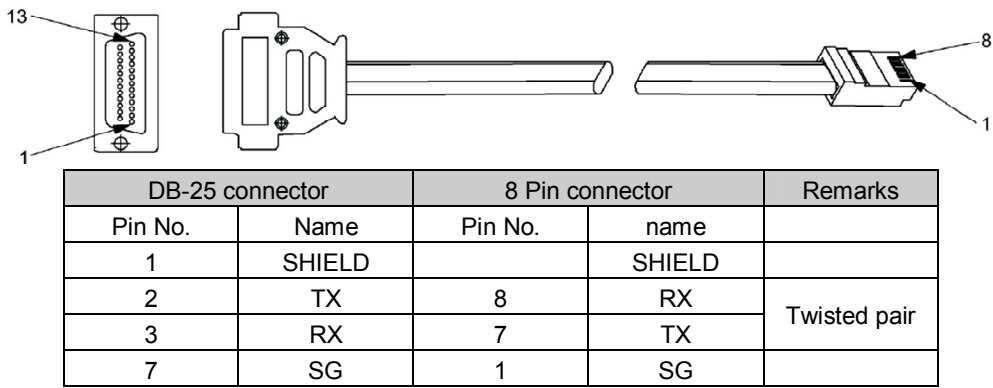 13
8
1
1
DB-25 connector 8 Pin connector Remarks
Pin No. Name Pin No. name
1 SHIELD SHIELD
2 TX 8 RX Twisted pair
3 RX 7 TX
7 SG 1 SG